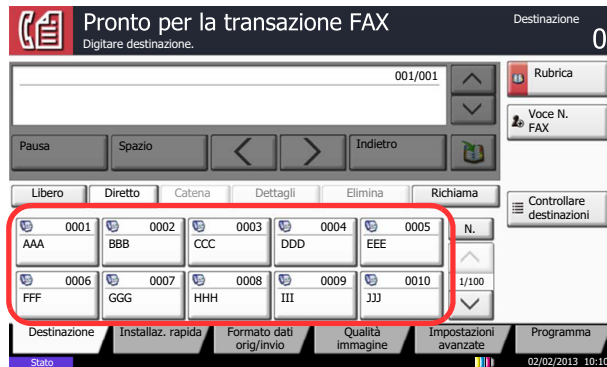 Pronto per la transazione FAX
Digitare destinazione.
Destinazione
0
001/001
Rubrica
Voce N.
FAX
Pausa
Spazio
Indietro
Libero
Diretto
Catena
Dettagli
Elimina
Richiama
Controllare
destinazioni
0001
AAA
0002
BBB
0003
CCC
0004
DDD
0005
EEE
N.
0006
FFF
0007
GGG
0008
HHH
0009
III
0010
JJJ
1/100
Destinazione
Installaz. rapida
Formato dati
orig/invio
Qualità
immagine
Impostazioni
avanzate
Programma
Stato
02/02/2013 10:10